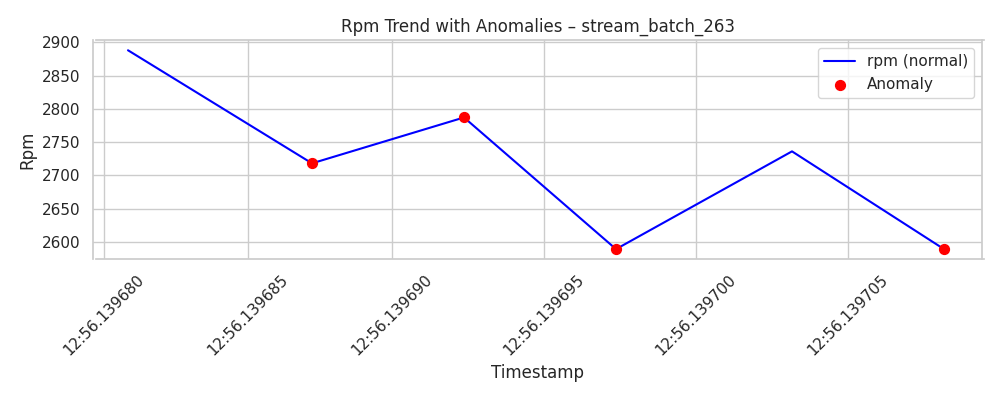 Rpm Trend with Anomalies – stream_batch_263
2900
2850
2800
2750
2700
2650
2600
Rpm
rpm (normal)
Anomaly
12:56.139680
12:56.139685
12:56.139690
12:56.139695
12:56.139700
12:56.139705
Timestamp